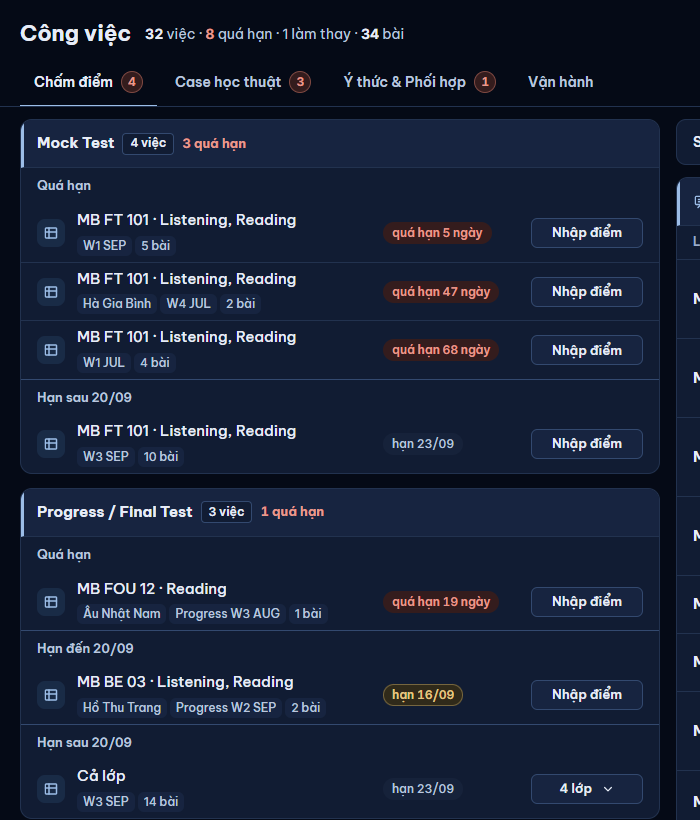 Công việc 32 việc · 8 quá hạn · 1 làm thay · 34 bài
Chấm điểm 4 Case học thuật 3 Ý thức & Phối hợp 1 Vận hành
Mock Test 4 việc 3 quá hạn
Quá hạn
MB FT 101 · Listening, Reading
W1 SEP 5 bài
quá hạn 5 ngày
Nhập điểm
MB FT 101 · Listening, Reading
Hà Gia Bình W4 JUL 2 bài
quá hạn 47 ngày
Nhập điểm
MB FT 101 · Listening, Reading
W1 JUL 4 bài
quá hạn 68 ngày
Nhập điểm
Hạn sau 20/09
MB FT 101 · Listening, Reading
W3 SEP 10 bài
hạn 23/09
Nhập điểm
Progress / Final Test 3 việc 1 quá hạn
Quá hạn
MB FOU 12 · Reading
Âu Nhật Nam Progress W3 AUG 1 bài
quá hạn 19 ngày
Nhập điểm
Hạn đến 20/09
MB BE 03 · Listening, Reading
Hồ Thu Trang Progress W2 SEP 2 bài
hạn 16/09
Nhập điểm
Hạn sau 20/09
Cả lớp
W3 SEP 14 bài
hạn 23/09
4 lớp